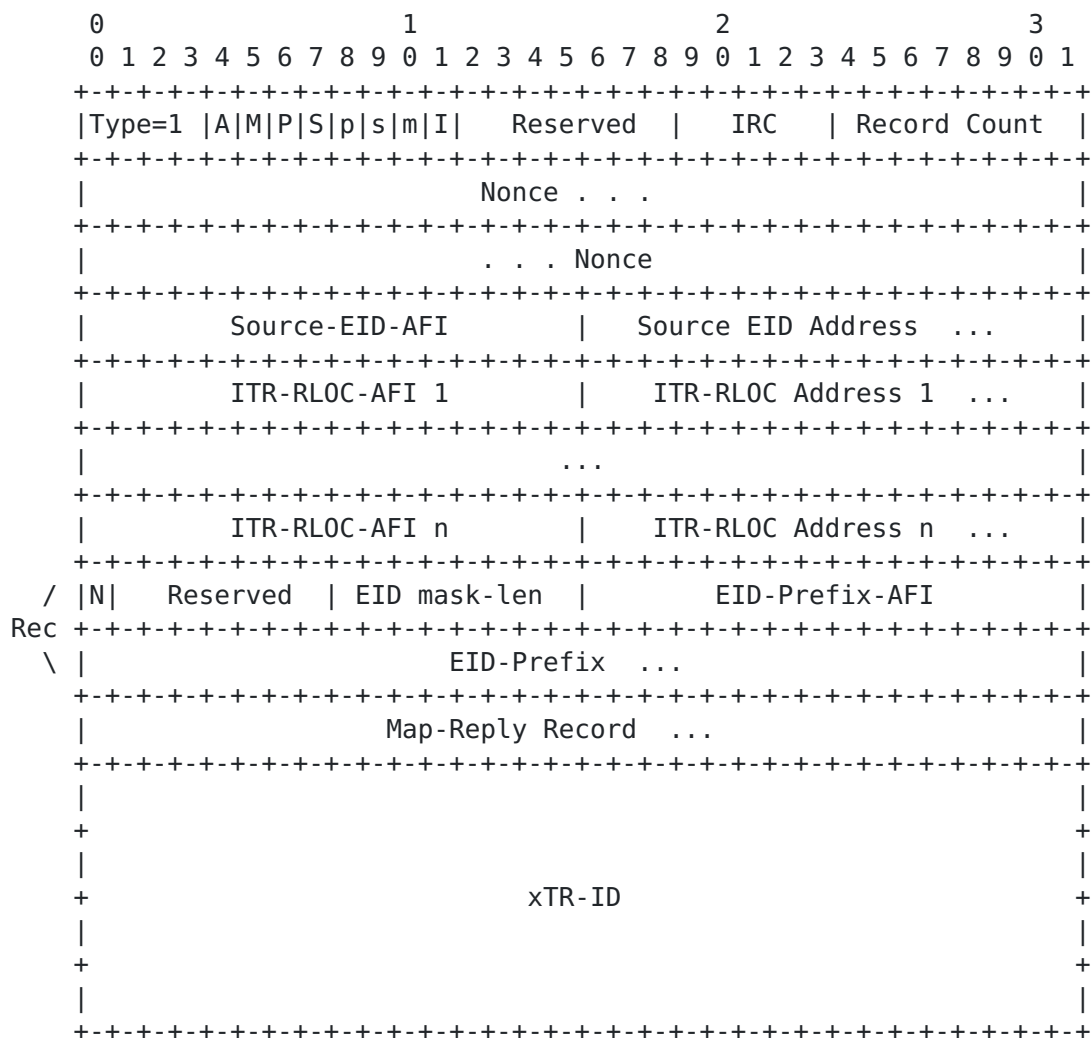 0                   1                   2                   3
 0 1 2 3 4 5 6 7 8 9 0 1 2 3 4 5 6 7 8 9 0 1 2 3 4 5 6 7 8 9 0 1
+-+-+-+-+-+-+-+-+-+-+-+-+-+-+-+-+-+-+-+-+-+-+-+-+-+-+-+-+-+-+-+-+
|Type=1 |A|M|P|S|p|s|m|I|   Reserved  |   IRC   | Record Count  |
+-+-+-+-+-+-+-+-+-+-+-+-+-+-+-+-+-+-+-+-+-+-+-+-+-+-+-+-+-+-+-+-+
|                         Nonce . . .                           |
+-+-+-+-+-+-+-+-+-+-+-+-+-+-+-+-+-+-+-+-+-+-+-+-+-+-+-+-+-+-+-+-+
|                         . . . Nonce                           |
+-+-+-+-+-+-+-+-+-+-+-+-+-+-+-+-+-+-+-+-+-+-+-+-+-+-+-+-+-+-+-+-+
|         Source-EID-AFI        |   Source EID Address  ...     |
+-+-+-+-+-+-+-+-+-+-+-+-+-+-+-+-+-+-+-+-+-+-+-+-+-+-+-+-+-+-+-+-+
|         ITR-RLOC-AFI 1        |    ITR-RLOC Address 1  ...    |
+-+-+-+-+-+-+-+-+-+-+-+-+-+-+-+-+-+-+-+-+-+-+-+-+-+-+-+-+-+-+-+-+
|                              ...                              |
+-+-+-+-+-+-+-+-+-+-+-+-+-+-+-+-+-+-+-+-+-+-+-+-+-+-+-+-+-+-+-+-+
|         ITR-RLOC-AFI n        |    ITR-RLOC Address n  ...    |
+-+-+-+-+-+-+-+-+-+-+-+-+-+-+-+-+-+-+-+-+-+-+-+-+-+-+-+-+-+-+-+-+
/ |N|   Reserved  | EID mask-len  |        EID-Prefix-AFI         |
Rec +-+-+-+-+-+-+-+-+-+-+-+-+-+-+-+-+-+-+-+-+-+-+-+-+-+-+-+-+-+-+-+-+
\ |                       EID-Prefix  ...                         |
+-+-+-+-+-+-+-+-+-+-+-+-+-+-+-+-+-+-+-+-+-+-+-+-+-+-+-+-+-+-+-+-+
|                   Map-Reply Record  ...                       |
+-+-+-+-+-+-+-+-+-+-+-+-+-+-+-+-+-+-+-+-+-+-+-+-+-+-+-+-+-+-+-+-+
|                                                               |
+                                                               +
|                                                               |
+                            xTR-ID                             +
|                                                               |
+                                                               +
|                                                               |
+-+-+-+-+-+-+-+-+-+-+-+-+-+-+-+-+-+-+-+-+-+-+-+-+-+-+-+-+-+-+-+-+